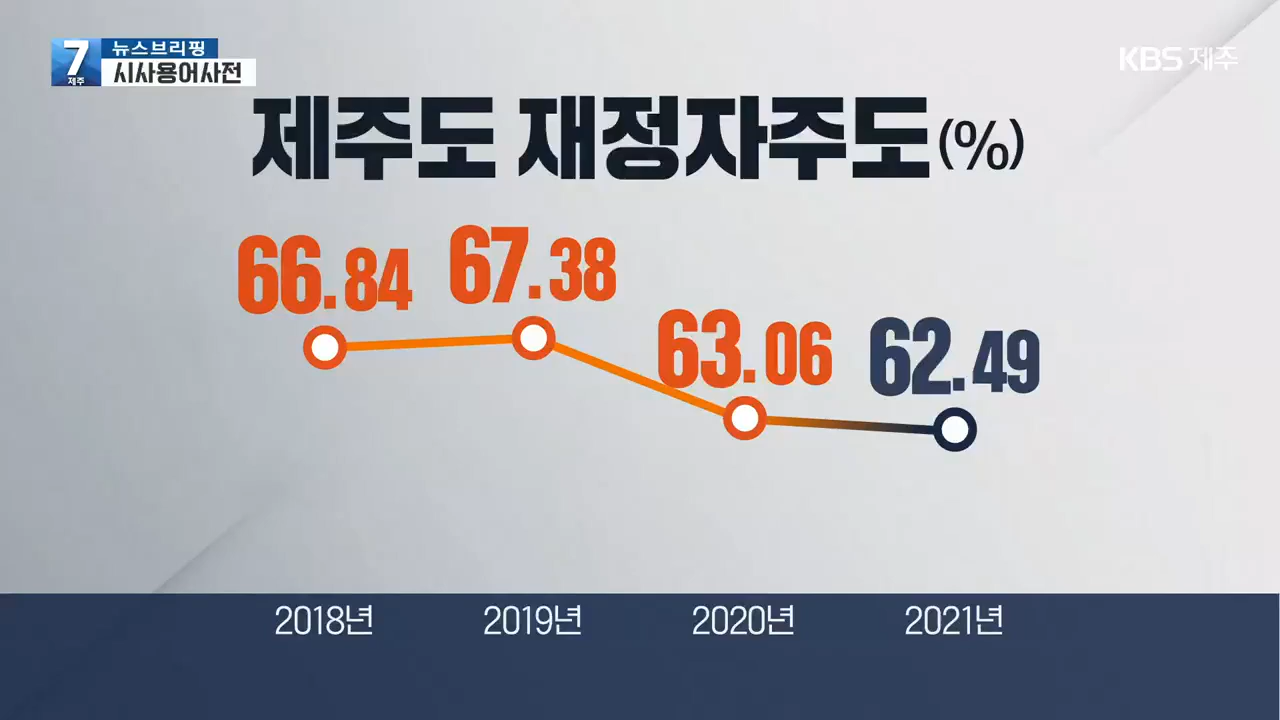 7 제주
뉴스브리핑
시사용어사전
KBS 제주
제주도 재정자주도(%)
66.84
67.38
63.06
62.49
2018년
2019년
2020년
2021년